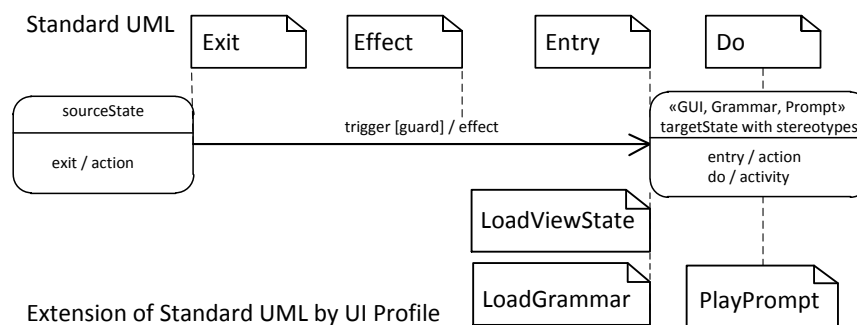 Standard UML
Exit
Effect
Entry
Do
sourceState
exit / action
trigger [guard] / effect
«GUI, Grammar, Prompt»
targetState with stereotypes
entry / action
do / activity
LoadViewState
LoadGrammar
PlayPrompt
Extension of Standard UML by UI Profile